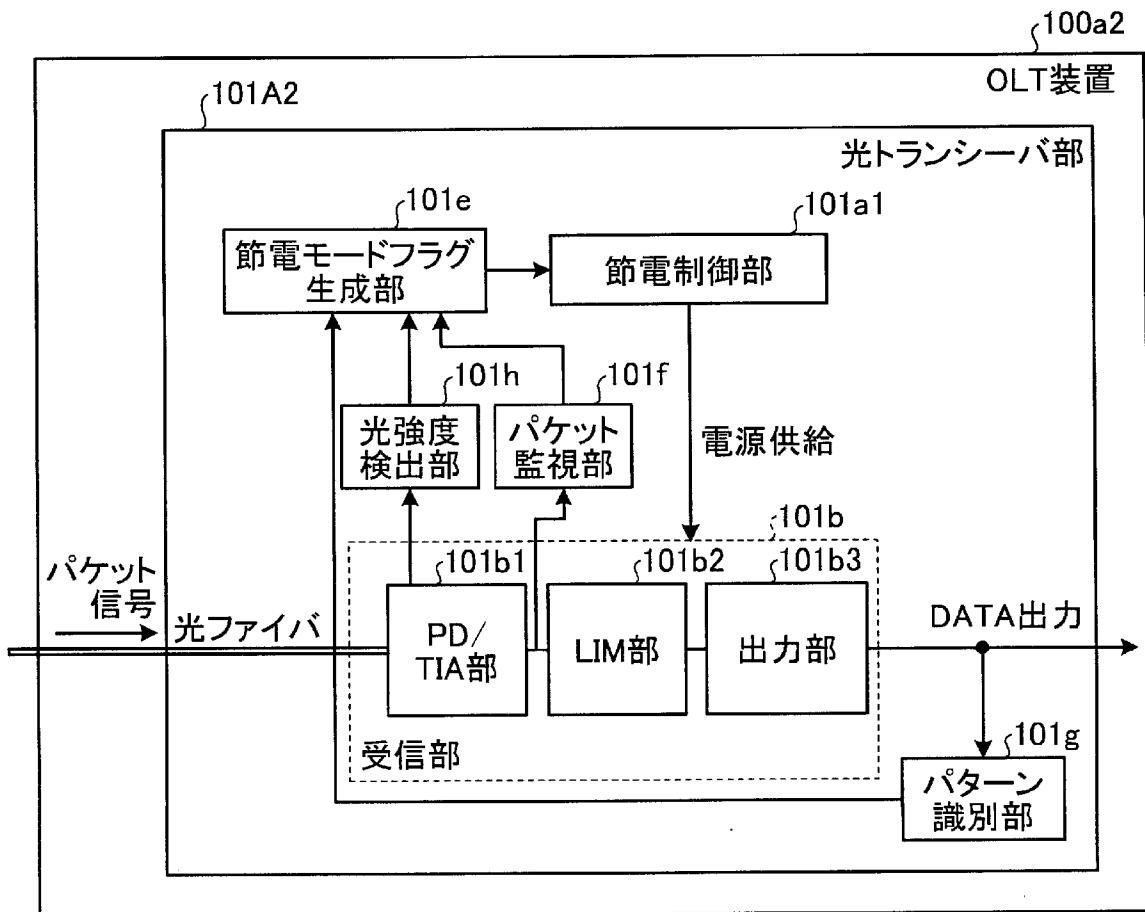 100a2
OLT装置
101A2
光トランシーバ部
101e
節電モードフラグ
生成部
101a1
節電制御部
101h
光強度
検出部
101f
パケット
監視部
電源供給
101b
パケット
信号
光ファイバ
101b1
PD/
TIA部
101b2
LIM部
101b3
出力部
DATA出力
受信部
101g
パターン
識別部